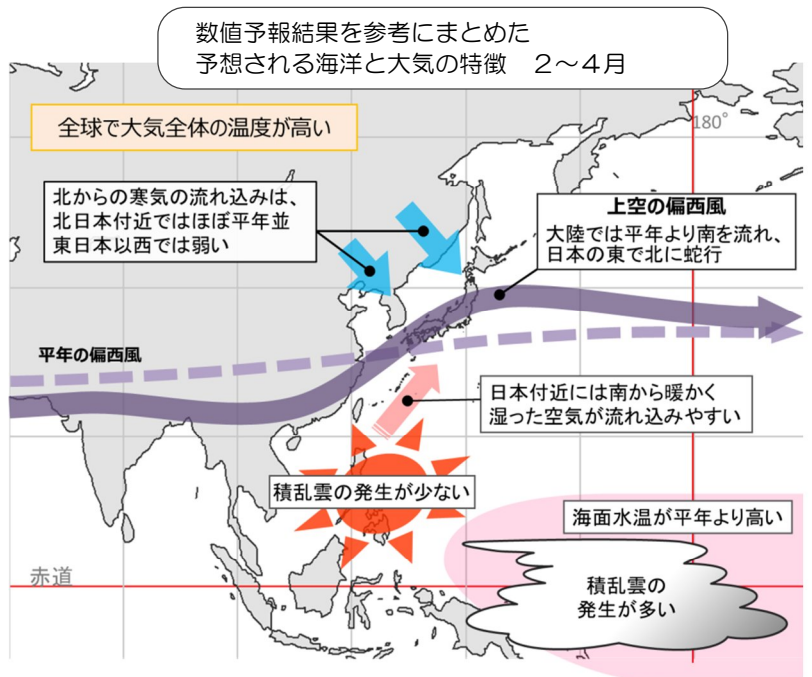 数値予報結果を参考にまとめた
予想される海洋と大気の特徴　２～４月
180°
全球で大気全体の温度が高い
北からの寒気の流れ込みは、
北日本付近ではほぼ平年並
東日本以西では弱い
上空の偏西風
大陸では平年より南を流れ、
日本の東で北に蛇行
平年の偏西風
日本付近には南から暖かく
湿った空気が流れ込みやすい
積乱雲の発生が少ない
海面水温が平年より高い
赤道
積乱雲の
発生が多い